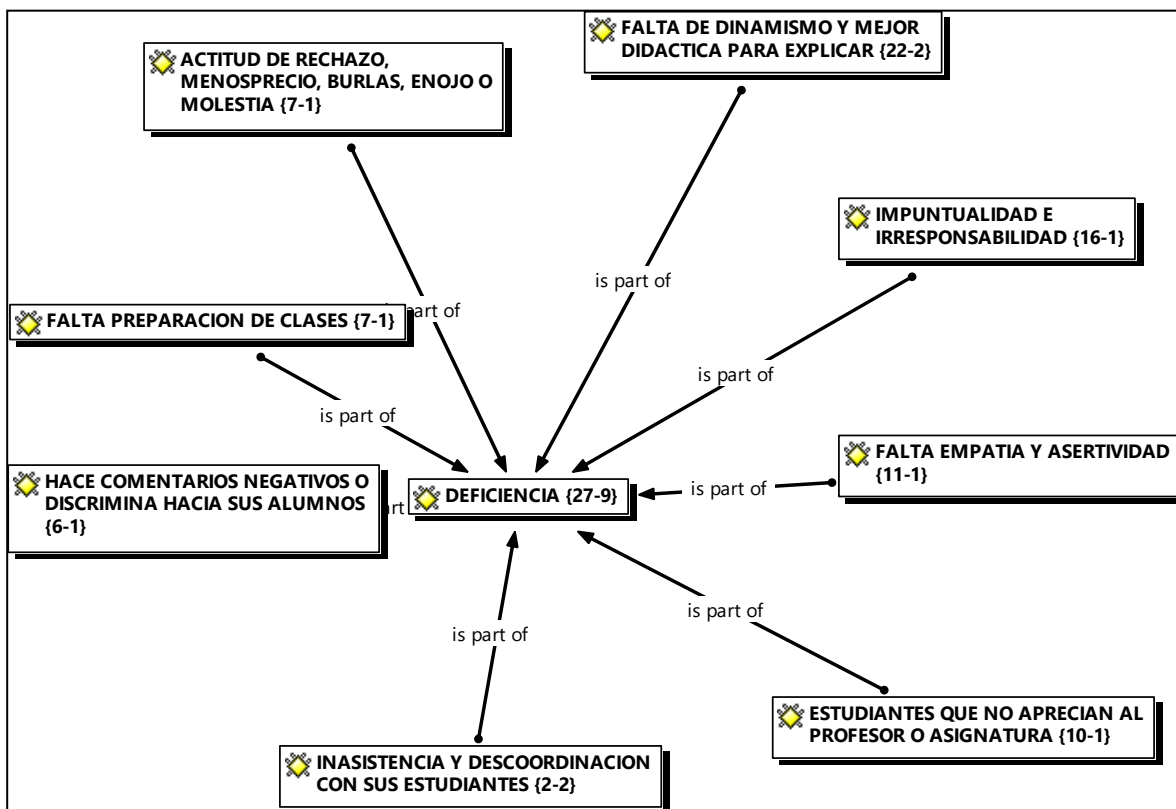 FALTA DE DINAMISMO Y MEJOR
DIDACTICA PARA EXPLICAR {22-2}
ACTITUD DE RECHAZO,
MENOSPRECIO, BURLAS, ENOJO O
MOLESTIA {7-1}
IMPUNTUALIDAD E
IRRESPONSABILIDAD {16-1}
is part of
part of
FALTA PREPARACION DE CLASES {7-1}
is part of
is part of
FALTA EMPATIA Y ASERTIVIDAD
{11-1}
HACE COMENTARIOS NEGATIVOS O
DISCRIMINA HACIA SUS ALUMNOS
{6-1}
DEFICIENCIA {27-9}
is part of
is part of
is part of
ESTUDIANTES QUE NO APRECIAN AL
PROFESOR O ASIGNATURA {10-1}
INASISTENCIA Y DESCOORDINACION
CON SUS ESTUDIANTES {2-2}